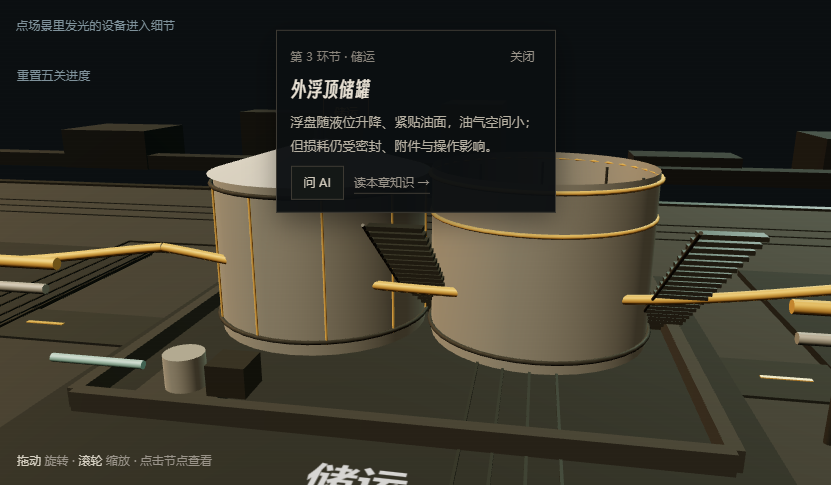 点场景里发光的设备进入细节
重置五关进度
第 3 环节 · 储运
关闭
外浮顶储罐
浮盘随液位升降、紧贴油面，油气空间小；
但损耗仍受密封、附件与操作影响。
问 AI
读本章知识 →
拖动 旋转 · 滚轮 缩放 · 点击节点查看
储运